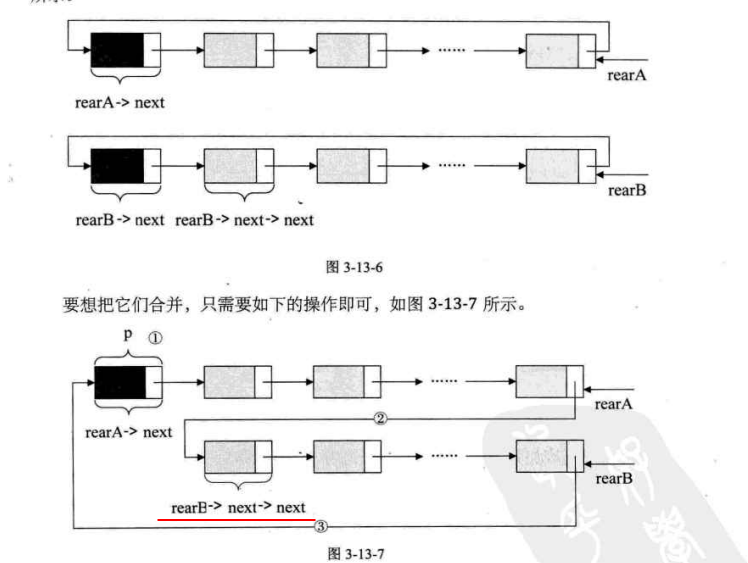 rearA
rearA-> next
rearB
rearB-> next rearB-> next-> next
图 3-13-6
要想把它们合并，只需要如下的操作即可，如图 3-13-7 所示。
p ①
rearA
②
rearA-> next
rearB
rearB-> next-> next
③
图 3-13-7